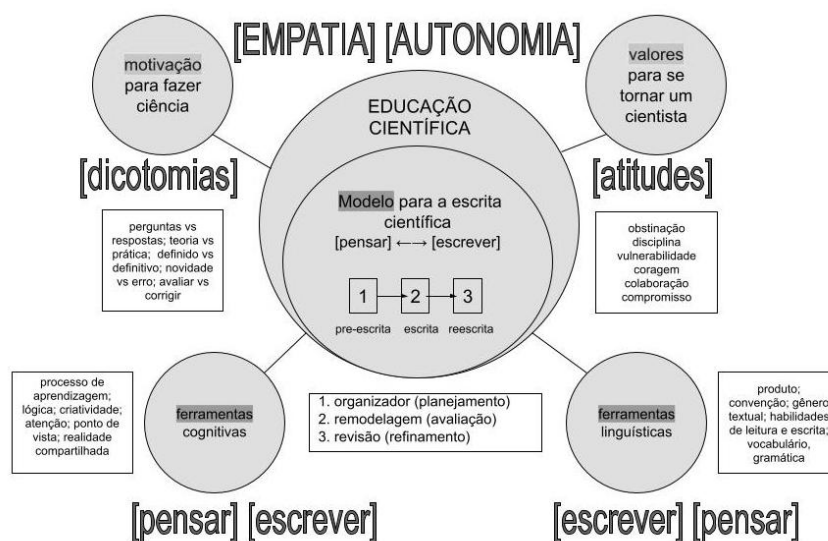 [EMPATIA] [AUTONOMIA]
motivação
para fazer
ciência
valores
para se
tornar um
cientista
EDUCAÇÃO
CIENTÍFICA
[dicotomias]
[atitudes]
Modelo para a escrita
científica
[pensar] ←→ [escrever]
perguntas vs
respostas; teoria vs
prática; definido vs
definitivo; novidade
vs erro; avaliar vs
corrigir
obstinação
disciplina
vulnerabilidade
coragem
colaboração
compromisso
1 2 3
pre-escrita escrita reescrita
processo de
aprendizagem;
lógica; criatividade;
atenção; ponto de
vista; realidade
compartilhada
ferramentas
cognitivas
1. organizador (planejamento)
2. remodelagem (avaliação)
3. revisão (refinamento)
ferramentas
linguísticas
produto;
convenção; gênero
textual; habilidades
de leitura e escrita;
vocabulário,
gramática
[pensar] [escrever]
[escrever] [pensar]